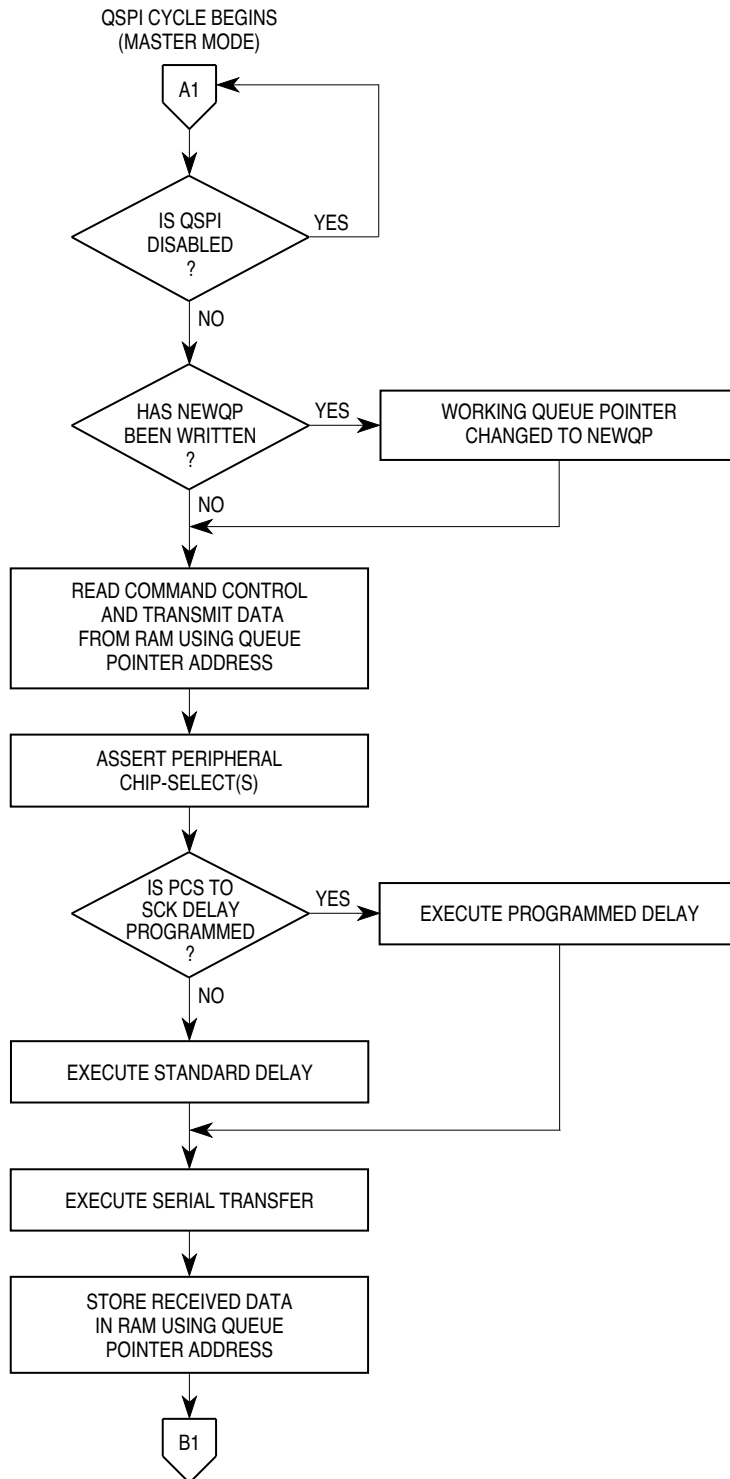 QSPI CYCLE BEGINS
(MASTER MODE)
A1
IS QSPI
DISABLED
?
YES
NO
HAS NEWQP
BEEN WRITTEN
?
YES
WORKING QUEUE POINTER
CHANGED TO NEWQP
NO
READ COMMAND CONTROL
AND TRANSMIT DATA
FROM RAM USING QUEUE
POINTER ADDRESS
ASSERT PERIPHERAL
CHIP-SELECT(S)
IS PCS TO
SCK DELAY
PROGRAMMED
?
YES
EXECUTE PROGRAMMED DELAY
NO
EXECUTE STANDARD DELAY
EXECUTE SERIAL TRANSFER
STORE RECEIVED DATA
IN RAM USING QUEUE
POINTER ADDRESS
B1